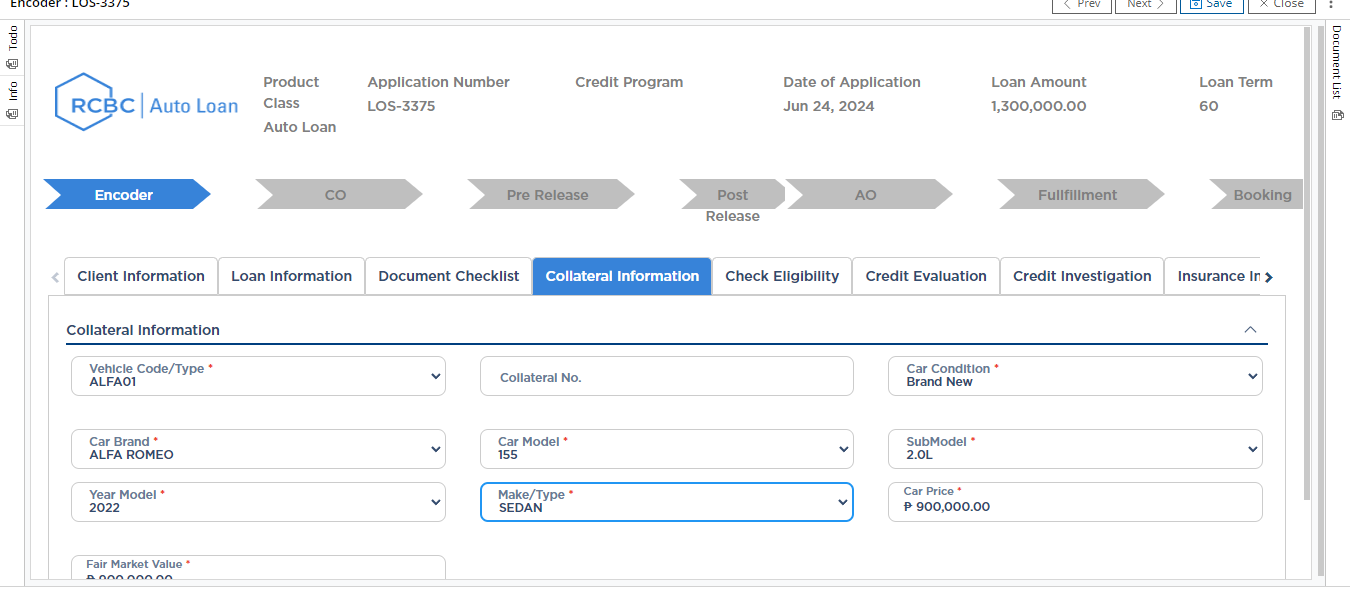 Encoder : LOS-3375
Prev
Next
Save
Close
Todo
Info
Document List
RCBC | Auto Loan
Product Class
Auto Loan
Application Number
LOS-3375
Credit Program
Date of Application
Jun 24, 2024
Loan Amount
1,300,000.00
Loan Term
60
Encoder
CO
Pre Release
Post Release
AO
Fullfillment
Booking
Client Information
Loan Information
Document Checklist
Collateral Information
Check Eligibility
Credit Evaluation
Credit Investigation
Insurance In
Collateral Information
Vehicle Code/Type *
ALFA01
Collateral No.
Car Condition *
Brand New
Car Brand *
ALFA ROMEO
Car Model *
155
SubModel *
2.0L
Year Model *
2022
Make/Type *
SEDAN
Car Price *
₱ 900,000.00
Fair Market Value *